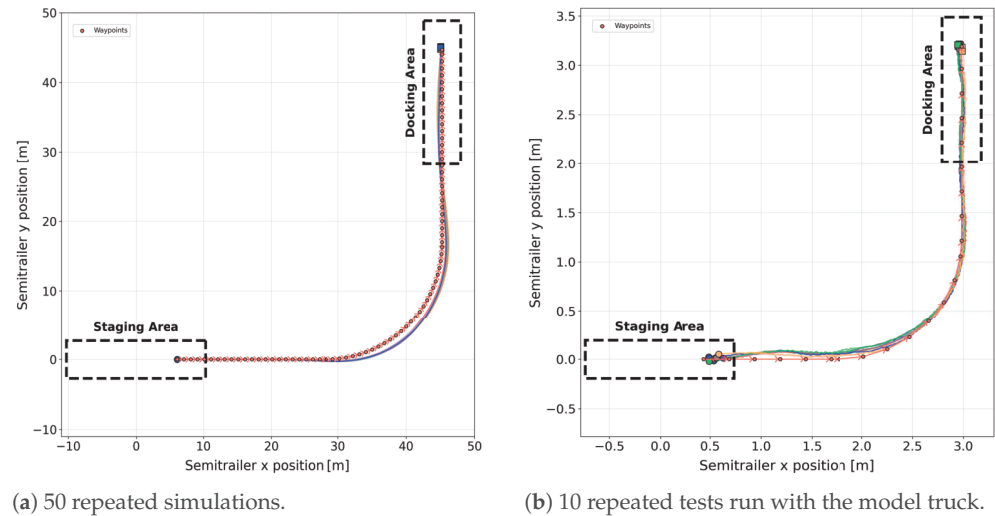 50
40
30
20
10
0
−10
Semitrailer y position [m]
Waypoints
Docking Area
Staging Area
−10 0 10 20 30 40 50
Semitrailer x position [m]
(a) 50 repeated simulations.
3.5
3.0
2.5
2.0
1.5
1.0
0.5
0.0
−0.5
Semitrailer y position [m]
Waypoints
Docking Area
Staging Area
−0.5 0.0 0.5 1.0 1.5 2.0 2.5 3.0
Semitrailer x position [m]
(b) 10 repeated tests run with the model truck.